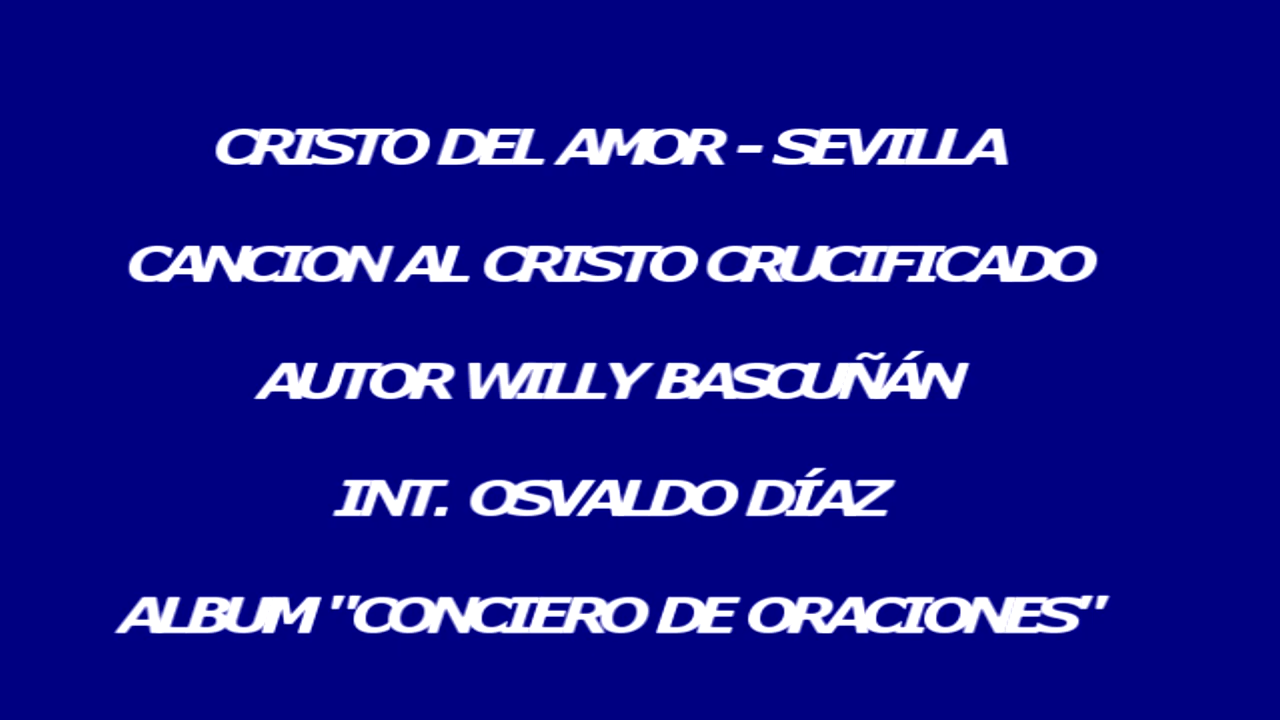 CRISTO DEL AMOR - SEVILLA
CANCION AL CRISTO CRUCIFICADO
AUTOR WILLY BASCUÑÁN
INT. OSVALDO DÍAZ
ALBUM "CONCIERO DE ORACIONES"